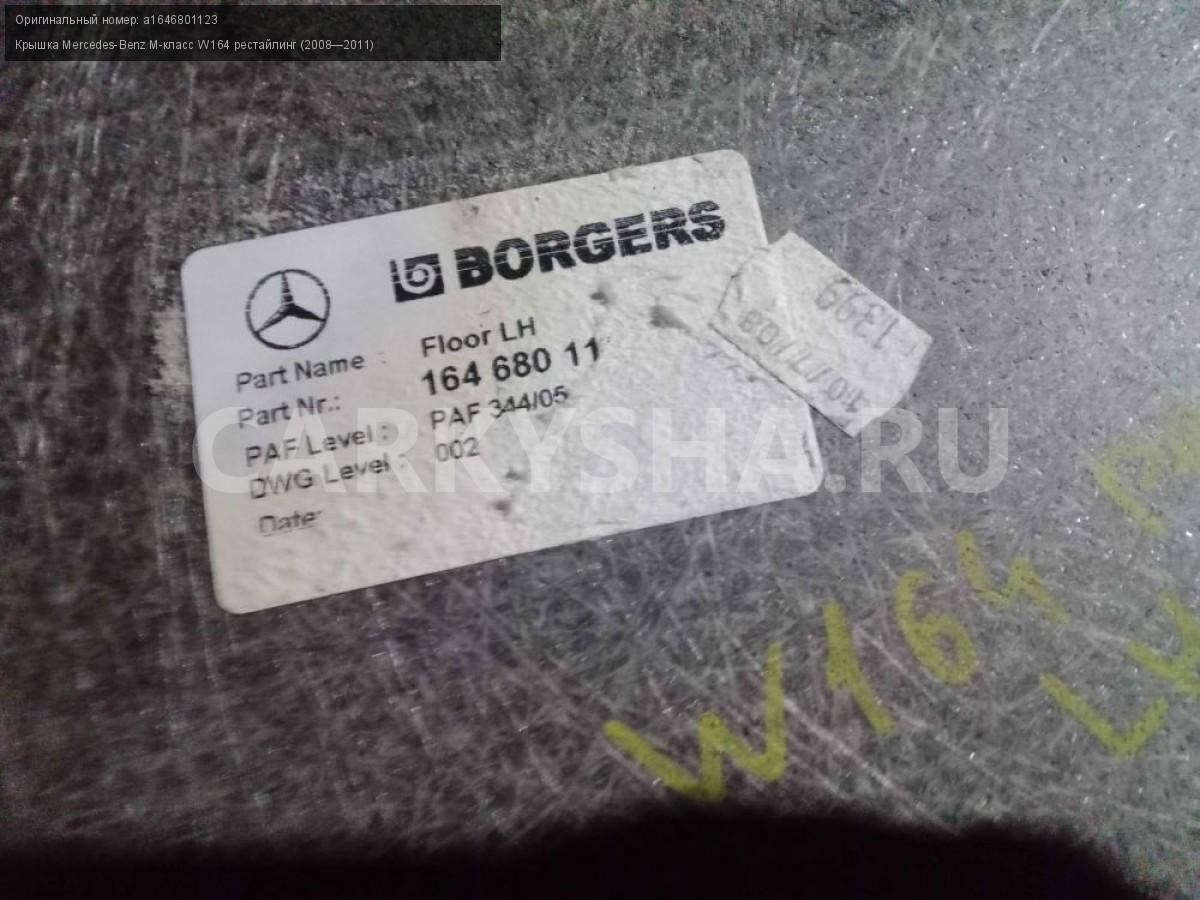 Оригинальный номер: a1646801123
Крышка Mercedes-Benz M-класс W164 рестайлинг (2008—2011)
BORGERS
Part Name : Floor LH
Part Nr.: 164 680 11
PAF Level : PAF 344/05
DWG Level : 002
Date:
1399
CARKYSHA.RU
W164